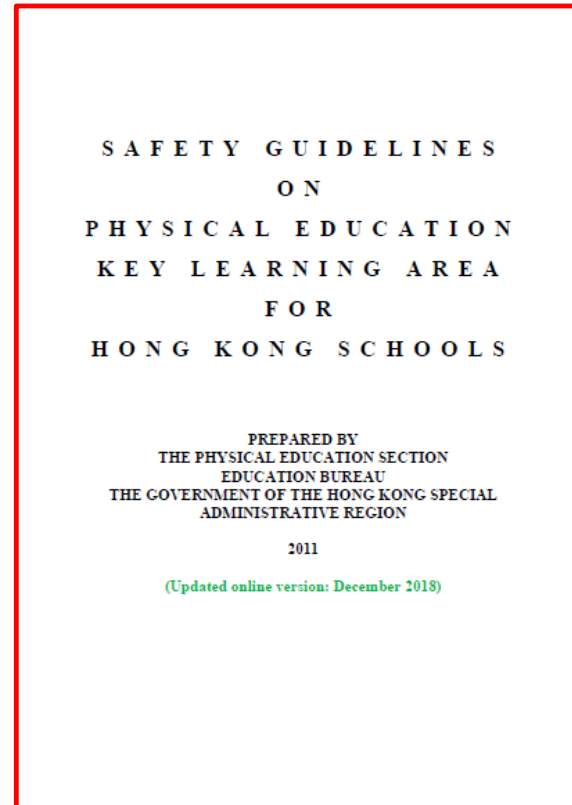 SAFETY GUIDELINES
ON
PHYSICAL EDUCATION
KEY LEARNING AREA
FOR
HONG KONG SCHOOLS
PREPARED BY
THE PHYSICAL EDUCATION SECTION
EDUCATION BUREAU
THE GOVERNMENT OF THE HONG KONG SPECIAL
ADMINISTRATIVE REGION
2011
(Updated online version: December 2018)